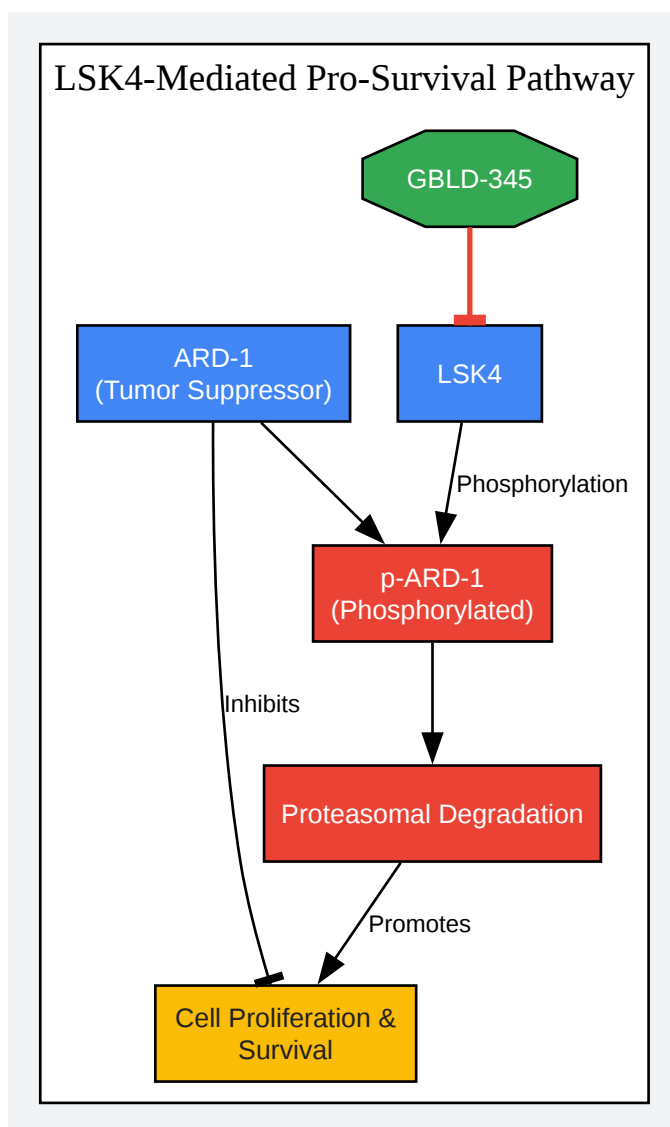 LSK4-Mediated Pro-Survival Pathway
GBLD-345
ARD-1
(Tumor Suppressor)
LSK4
Phosphorylation
p-ARD-1
(Phosphorylated)
Inhibits
Proteasomal Degradation
Promotes
Cell Proliferation &
Survival